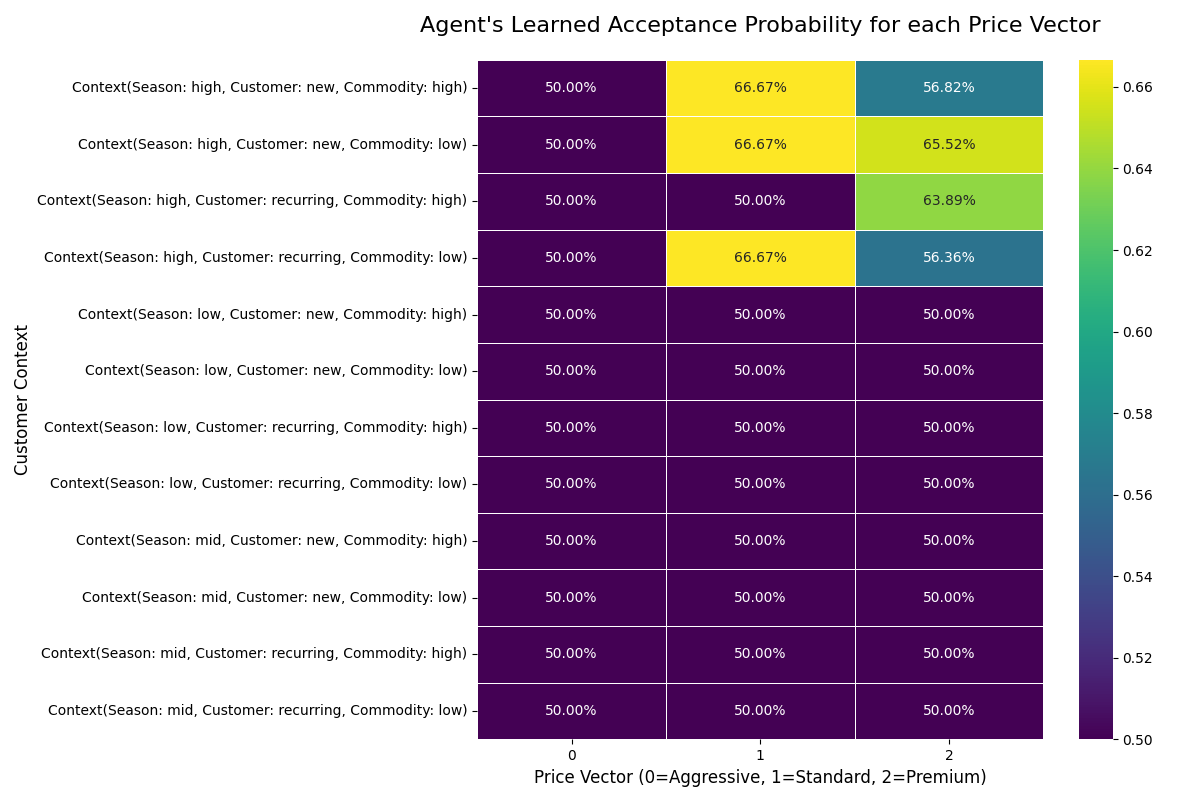 Agent's Learned Acceptance Probability for each Price Vector
Context(Season: high, Customer: new, Commodity: high) 50.00% 66.67% 56.82%
Context(Season: high, Customer: new, Commodity: low) 50.00% 66.67% 65.52%
Context(Season: high, Customer: recurring, Commodity: high) 50.00% 50.00% 63.89%
Context(Season: high, Customer: recurring, Commodity: low) 50.00% 66.67% 56.36%
Context(Season: low, Customer: new, Commodity: high) 50.00% 50.00% 50.00%
Context(Season: low, Customer: new, Commodity: low) 50.00% 50.00% 50.00%
Context(Season: low, Customer: recurring, Commodity: high) 50.00% 50.00% 50.00%
Context(Season: low, Customer: recurring, Commodity: low) 50.00% 50.00% 50.00%
Context(Season: mid, Customer: new, Commodity: high) 50.00% 50.00% 50.00%
Context(Season: mid, Customer: new, Commodity: low) 50.00% 50.00% 50.00%
Context(Season: mid, Customer: recurring, Commodity: high) 50.00% 50.00% 50.00%
Context(Season: mid, Customer: recurring, Commodity: low) 50.00% 50.00% 50.00%
Customer Context
0 1 2
Price Vector (0=Aggressive, 1=Standard, 2=Premium)
0.66
0.64
0.62
0.60
0.58
0.56
0.54
0.52
0.50